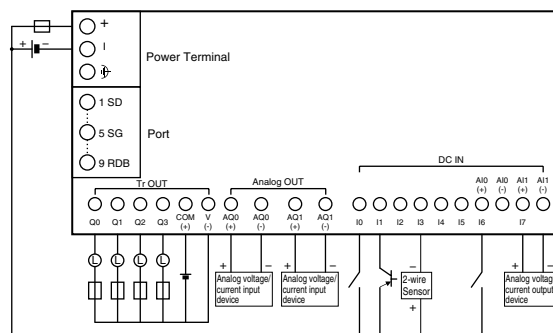 +
+ −
−
Power Terminal
1 SD
5 SG
Port
9 RDB
DC IN
Tr OUT
Analog OUT
AI0 AI0 AI1 AI1
(+) (-) (+) (-)
Q0 Q1 Q2 Q3 COM V AQ0 AQ0 AQ1 AQ1 I0 I1 I2 I3 I4 I5 I6 I7
(+) (-) (+) (-) (+) (-)
L L L L
+ − + − − + −
Analog voltage/ Analog voltage/ 2-wire Analog voltage/
current input current input Sensor current output
device device device
+